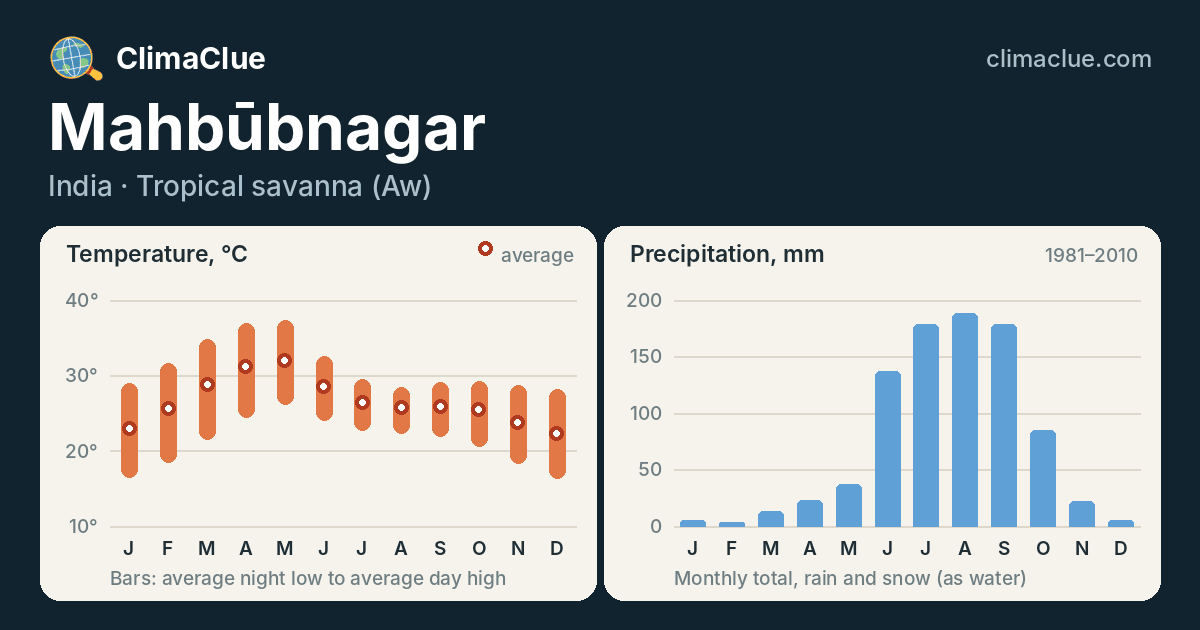 ClimaClue
climaclue.com
Mahbūbnagar
India · Tropical savanna (Aw)
Temperature, °C
average
40°
30°
20°
10°
J F M A M J J A S O N D
Bars: average night low to average day high
Precipitation, mm
1981–2010
200
150
100
50
0
J F M A M J J A S O N D
Monthly total, rain and snow (as water)